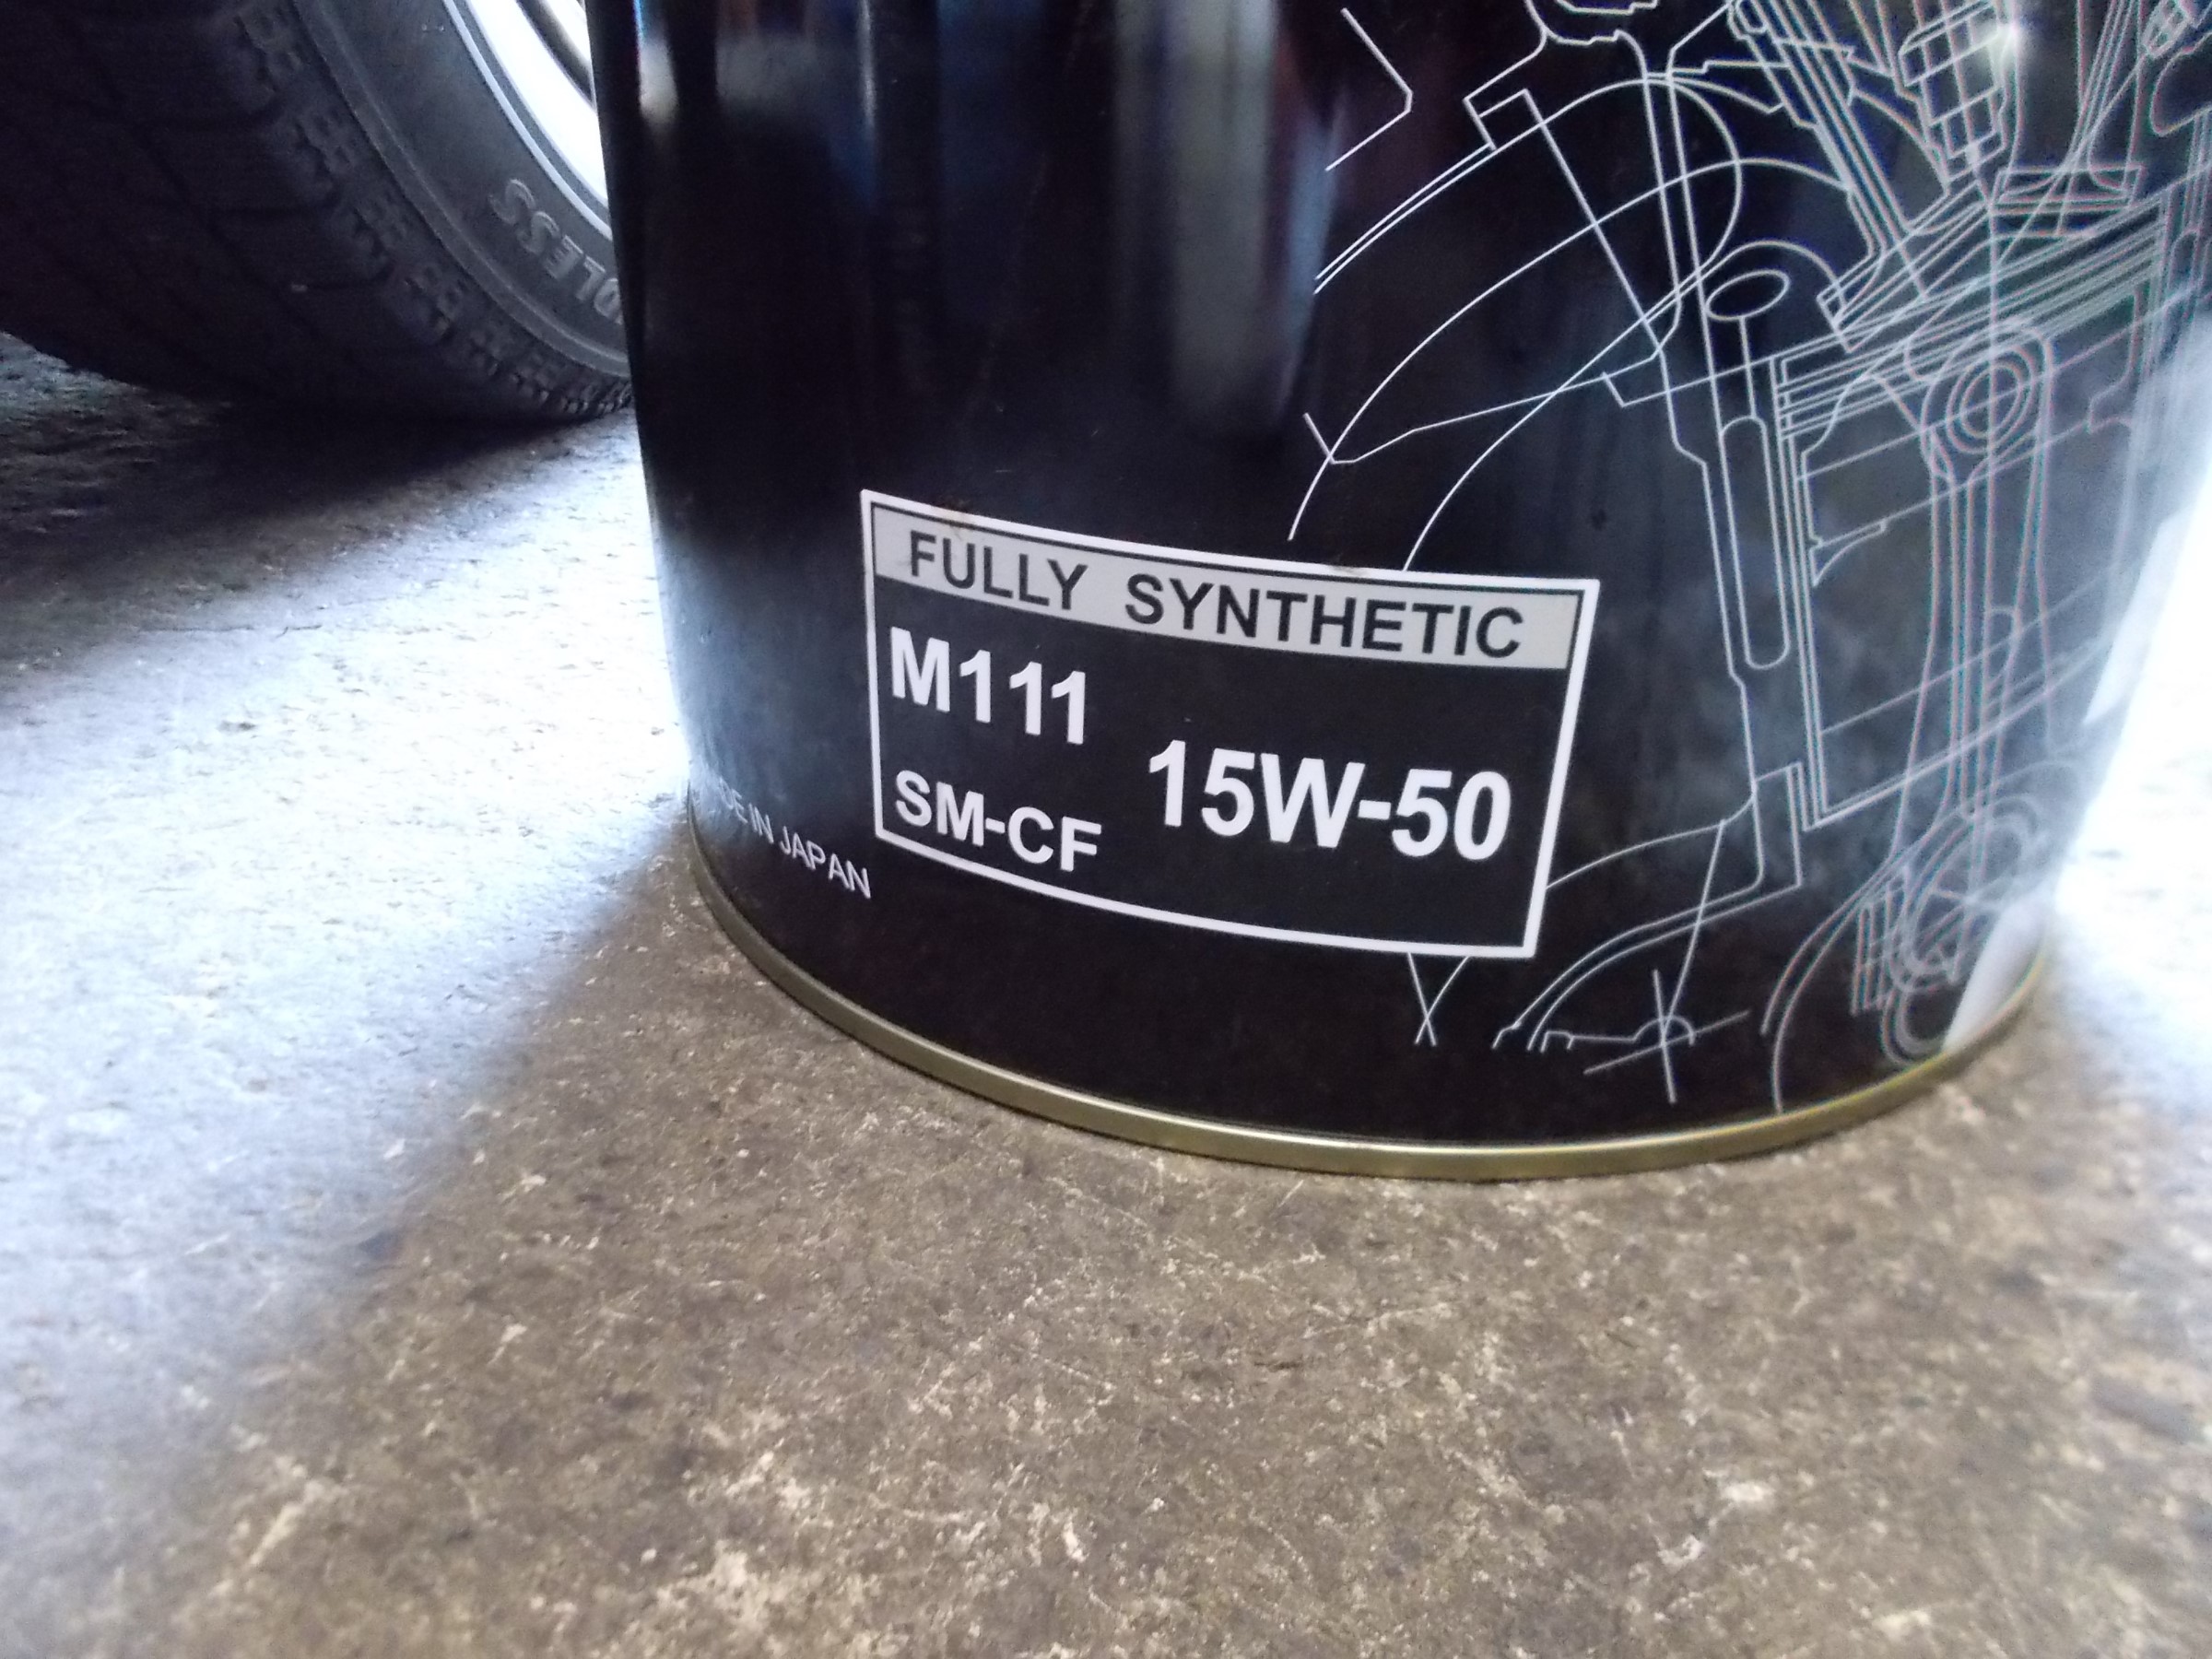 FULLY SYNTHETIC
M111
15W-50
SM-CF
IN JAPAN